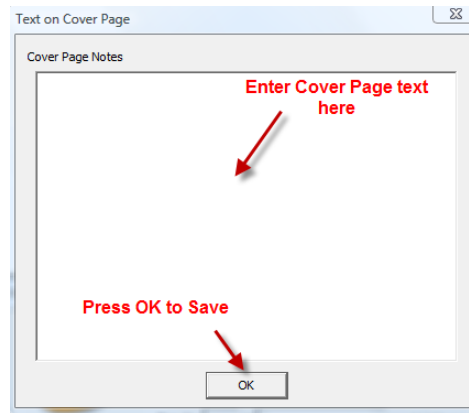 Text on Cover Page
Cover Page Notes
Enter Cover Page text
here
Press OK to Save
OK